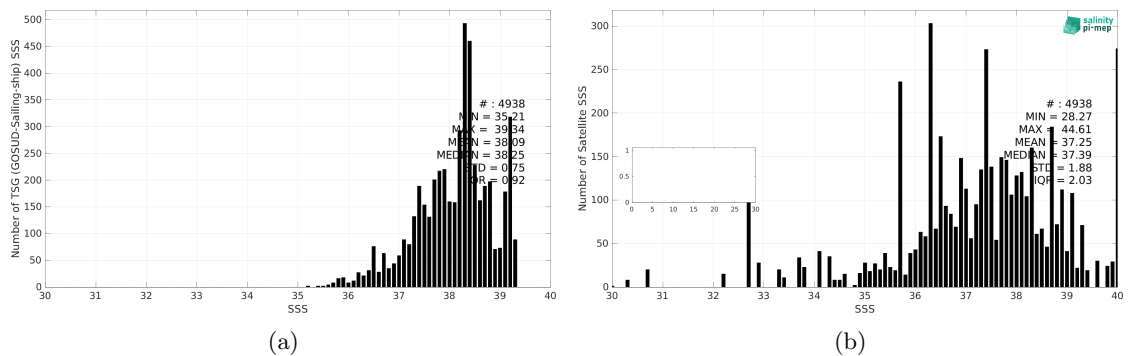 500
450
400
350
300
250
200
150
100
50
0
Number of TSG (GOSUD-Sailing-ship) SSS
# : 4938
MIN = 35.21
MAX = 39.34
MEAN = 38.09
MEDIAN = 38.25
STD = 0.75
IQR = 0.92
30 31 32 33 34 35 36 37 38 39 40
SSS
(a)
300
250
200
150
100
50
0
Number of Satellite SSS
salinity
pi-mep
# : 4938
MIN = 28.27
MAX = 44.61
MEAN = 37.25
MEDIAN = 37.39
STD = 1.88
IQR = 2.03
1
0.5
0
0 5 10 15 20 25 30
30 31 32 33 34 35 36 37 38 39 40
SSS
(b)